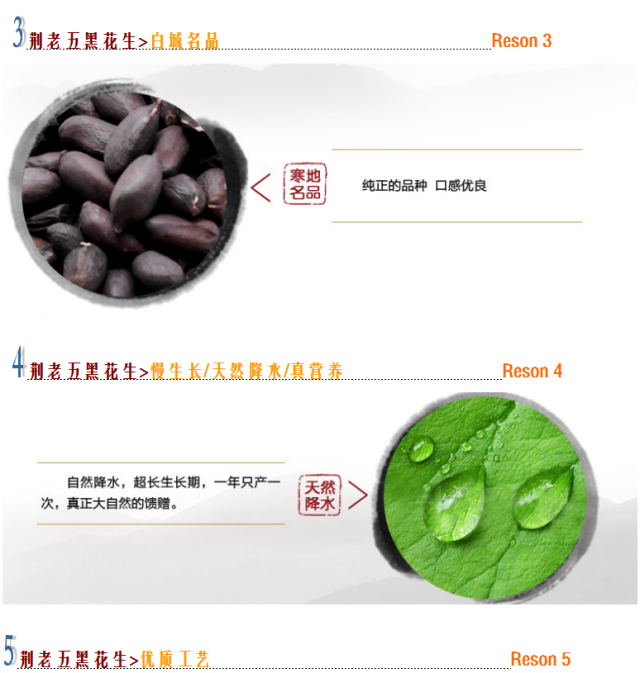 3 荆老五黑花生>白城名品 Reson 3
寒地
名品
纯正的品种 口感优良
4 荆老五黑花生>慢生长/天然降水/真营养 Reson 4
自然降水，超长生长期，一年只产一
次，真正大自然的馈赠。
天然
降水
5 荆老五黑花生>优质工艺 Reson 5